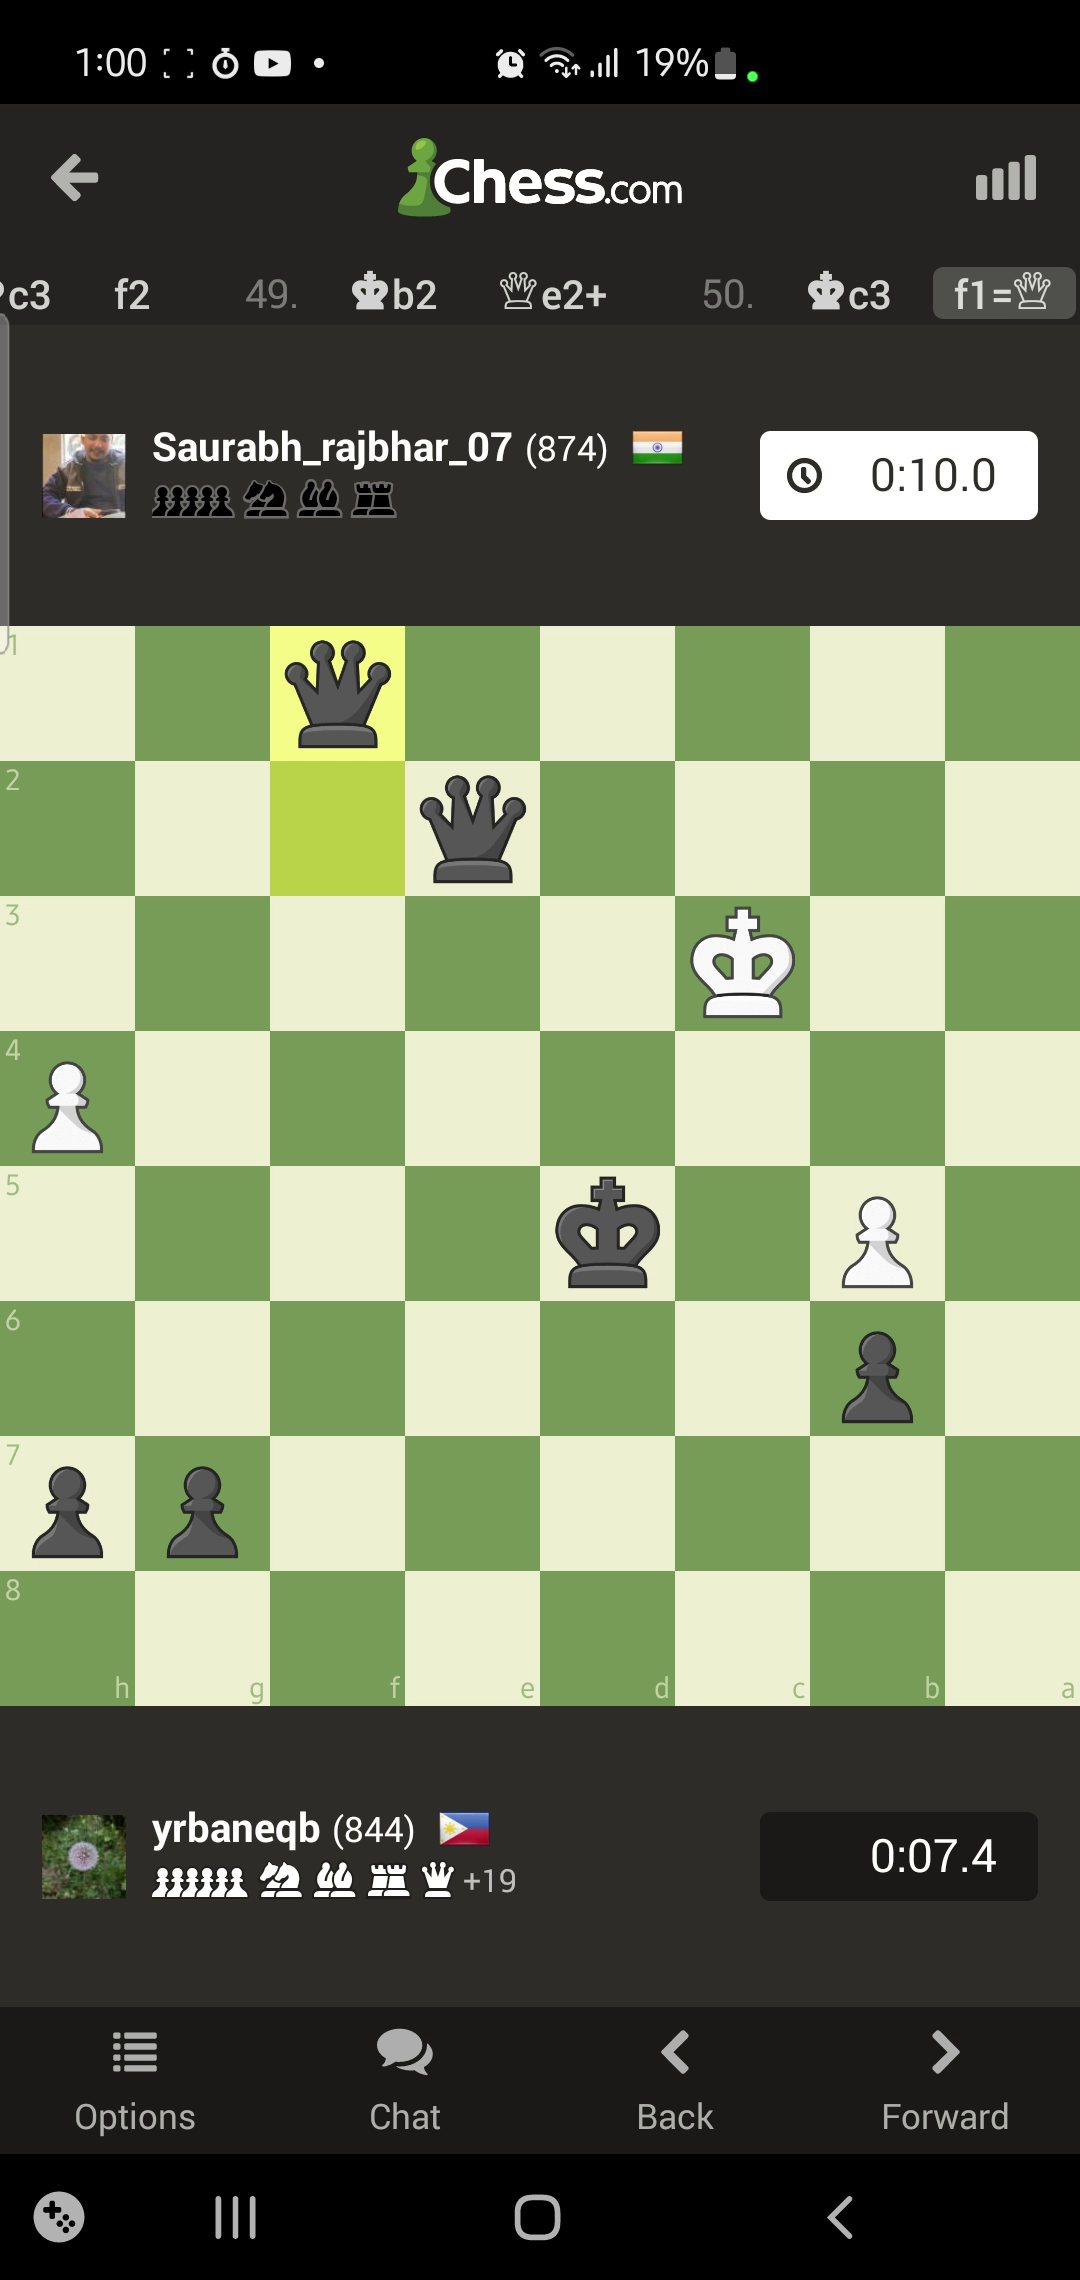 1:00 19%
Chess.com
c3 f2 49. b2 e2+ 50. c3 f1=
Saurabh_rajbhar_07 (874)
0:10.0
1
2
3
4
5
6
7
8
h g f e d c b a
yrbaneqb (844)
+19
0:07.4
Options Chat Back Forward